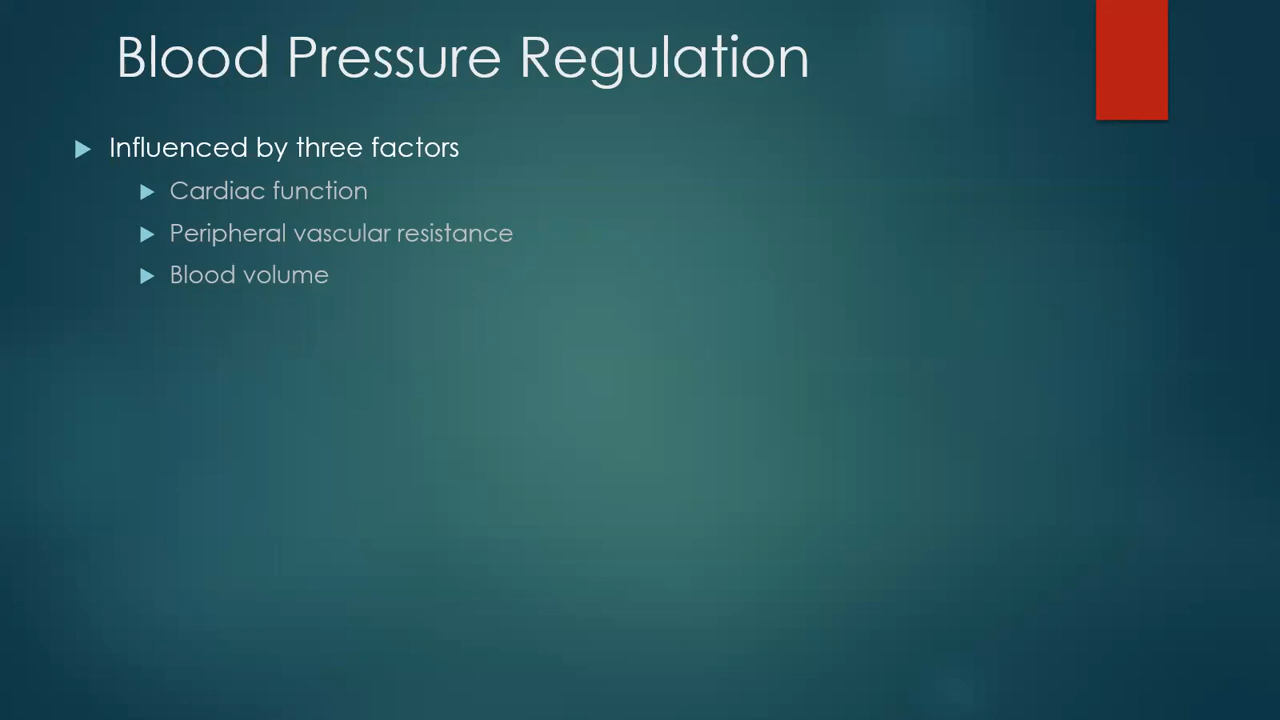 Blood Pressure Regulation
Influenced by three factors
Cardiac function
Peripheral vascular resistance
Blood volume